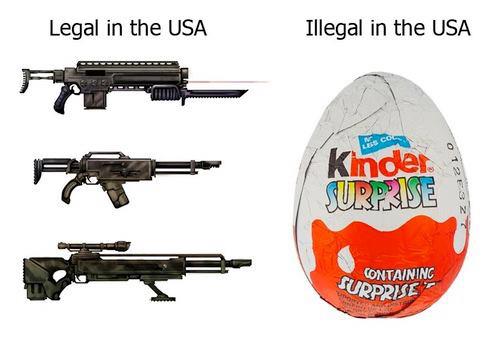 Legal in the USA
Illegal in the USA
Kinder
SURPRISE
CONTAINING
SURPRISE